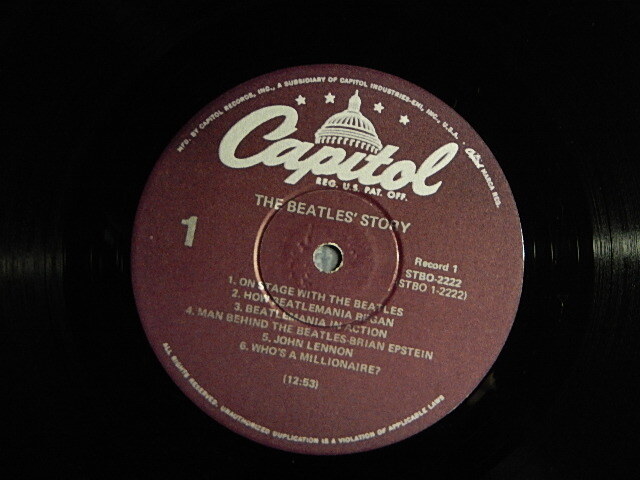 MFD. BY CAPITOL RECORDS, INC., A SUBSIDIARY OF CAPITOL INDUSTRIES-EMI, INC., U.S.A. • Capitol MARCA REG.
Capitol
REG. U.S. PAT. OFF.
THE BEATLES' STORY
1
Record 1
STBO-2222
(STBO 1-2222)
1. ON STAGE WITH THE BEATLES
2. HOW BEATLEMANIA BEGAN
3. BEATLEMANIA IN ACTION
4. MAN BEHIND THE BEATLES-BRIAN EPSTEIN
5. JOHN LENNON
6. WHO'S A MILLIONAIRE?
(12:53)
ALL RIGHTS RESERVED. UNAUTHORIZED DUPLICATION IS A VIOLATION OF APPLICABLE LAWS